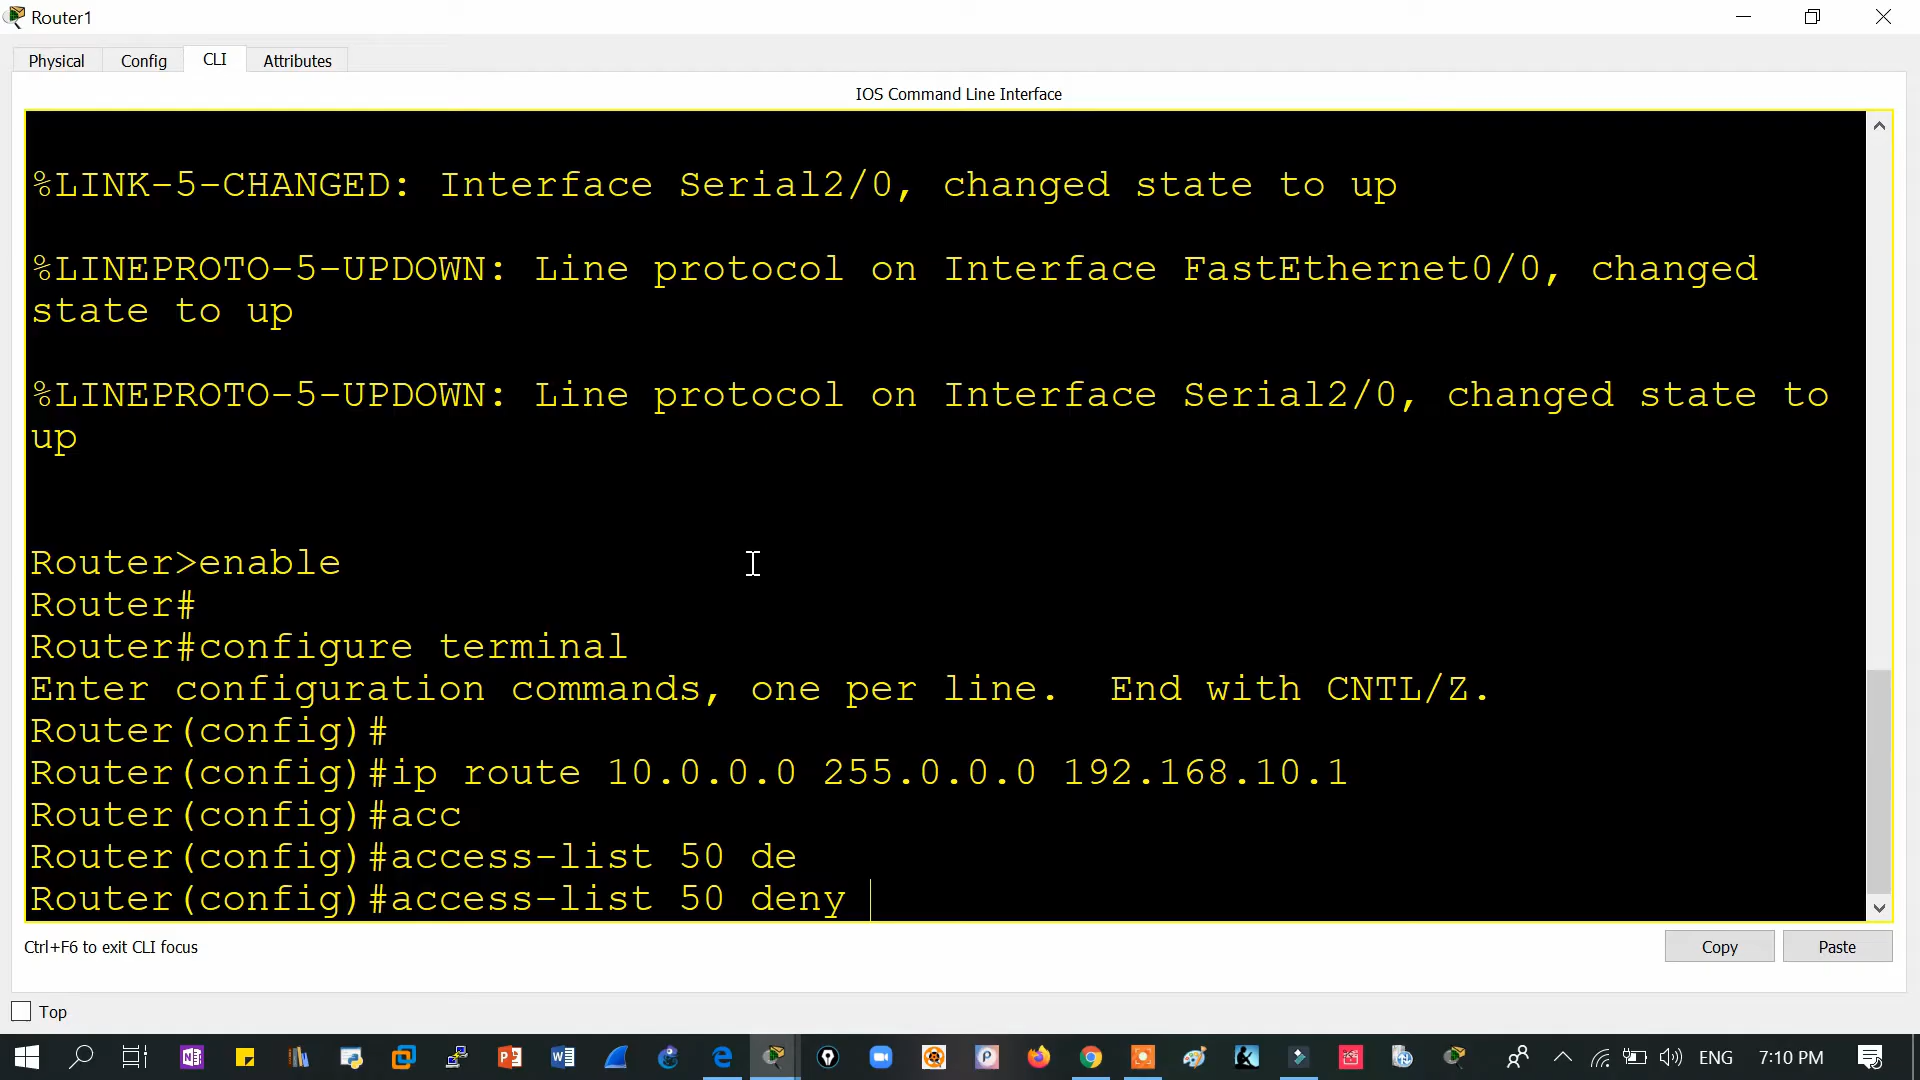 Router1
Physical
Config
CLI
Attributes
IOS Command Line Interface
%LINK-5-CHANGED: Interface Serial2/0, changed state to up
%LINEPROTO-5-UPDOWN: Line protocol on Interface FastEthernet0/0, changed
state to up
%LINEPROTO-5-UPDOWN: Line protocol on Interface Serial2/0, changed state to
up
Router>enable
Router#
Router#configure terminal
Enter configuration commands, one per line.  End with CNTL/Z.
Router(config)#
Router(config)#ip route 10.0.0.0 255.0.0.0 192.168.10.1
Router(config)#acc
Router(config)#access-list 50 de
Router(config)#access-list 50 deny
Ctrl+F6 to exit CLI focus
Copy
Paste
Top
ENG
7:10 PM